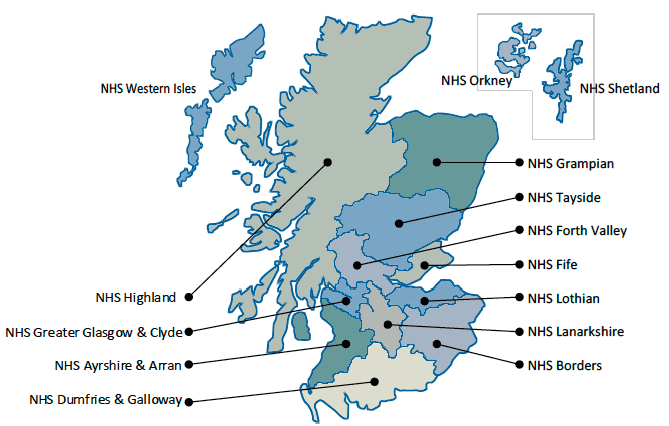 NHS Western Isles
NHS Orkney
NHS Shetland
NHS Grampian
NHS Tayside
NHS Forth Valley
NHS Fife
NHS Highland
NHS Lothian
NHS Greater Glasgow & Clyde
NHS Lanarkshire
NHS Ayrshire & Arran
NHS Borders
NHS Dumfries & Galloway